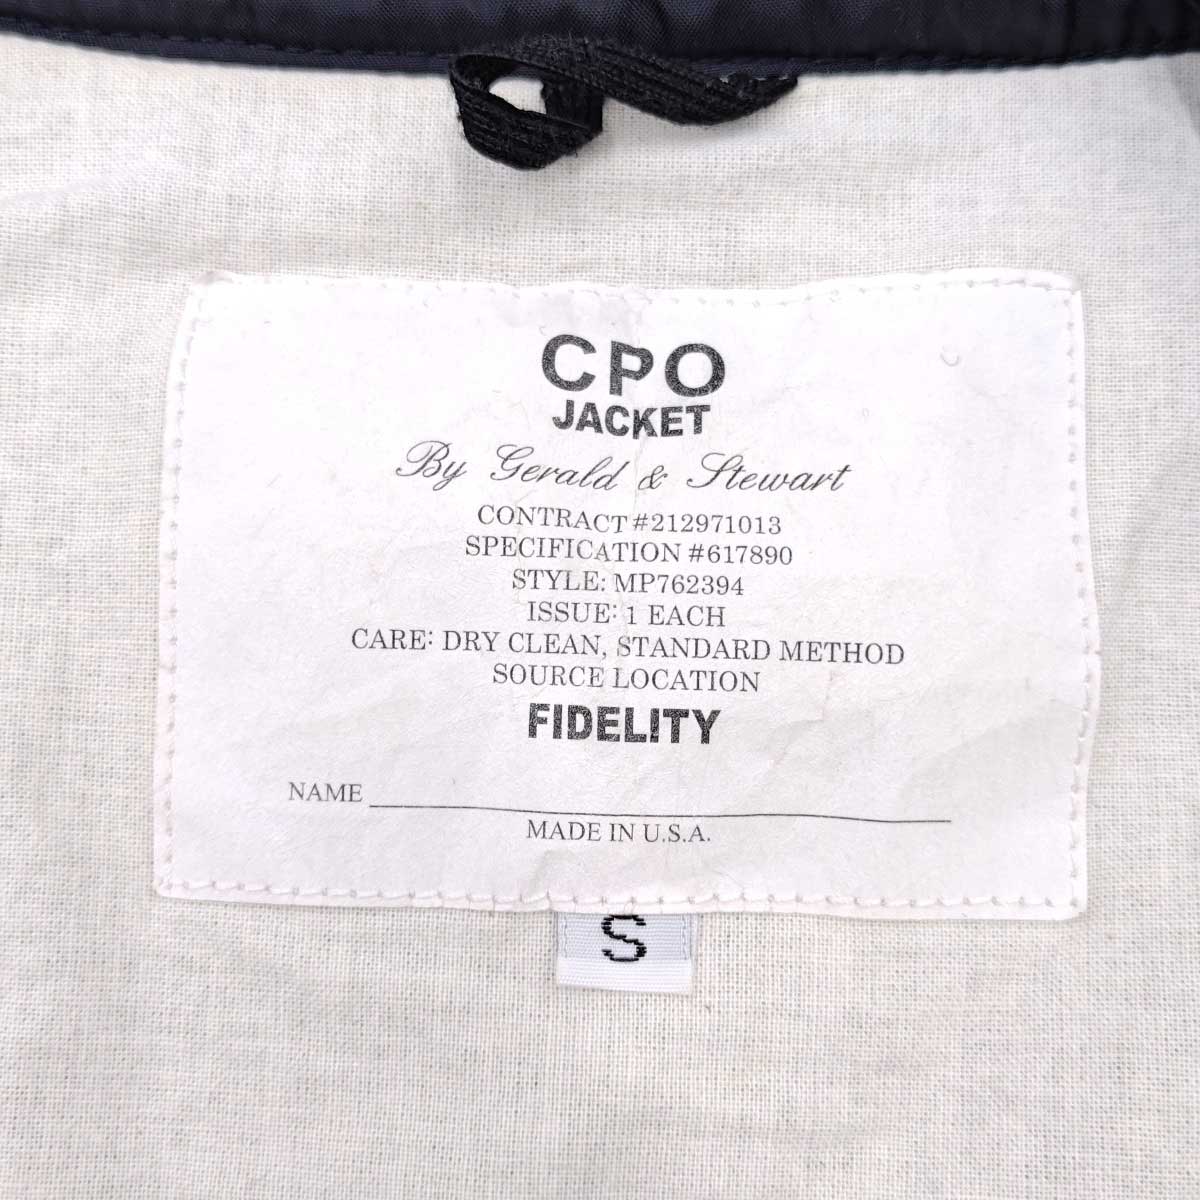 CPO
JACKET
By Gerald & Stewart
CONTRACT #212971013
SPECIFICATION #617890
STYLE: MP762394
ISSUE: 1 EACH
CARE: DRY CLEAN, STANDARD METHOD
SOURCE LOCATION
FIDELITY
NAME
MADE IN U.S.A.
S